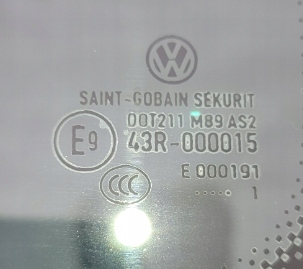 SAINT-GOBAIN SEKURIT
DOT211 M89 AS2
E9 43R-000015
E 000191
CCC
.... 1